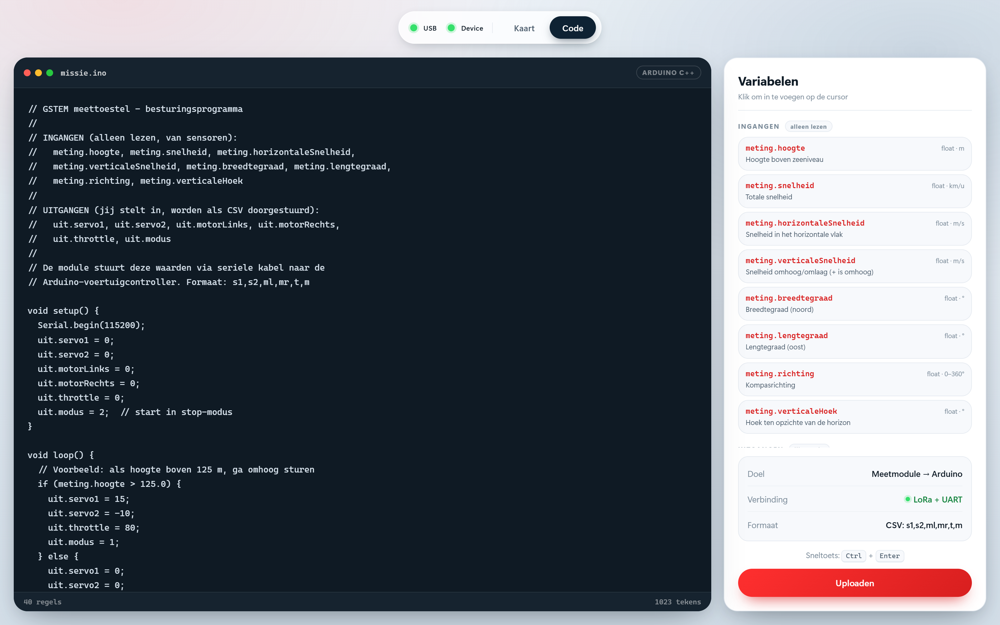 USB
Device
Kaart
Code
missie.ino
ARDUINO C++
// GSTEM meettoestel - besturingsprogramma
//
// INGANGEN (alleen lezen, van sensoren):
//   meting.hoogte, meting.snelheid, meting.horizontaleSnelheid,
//   meting.verticaleSnelheid, meting.breedtegraad, meting.lengtegraad,
//   meting.richting, meting.verticaleHoek
//
// UITGANGEN (jij stelt in, worden als CSV doorgestuurd):
//   uit.servo1, uit.servo2, uit.motorLinks, uit.motorRechts,
//   uit.throttle, uit.modus
//
// De module stuurt deze waarden via seriele kabel naar de
// Arduino-voertuigcontroller. Formaat: s1,s2,ml,mr,t,m
void setup() {
  Serial.begin(115200);
  uit.servo1 = 0;
  uit.servo2 = 0;
  uit.motorLinks = 0;
  uit.motorRechts = 0;
  uit.throttle = 0;
  uit.modus = 2;  // start in stop-modus
}
void loop() {
  // Voorbeeld: als hoogte boven 125 m, ga omhoog sturen
  if (meting.hoogte > 125.0) {
    uit.servo1 = 15;
    uit.servo2 = -10;
    uit.throttle = 80;
    uit.modus = 1;
  } else {
    uit.servo1 = 0;
    uit.servo2 = 0;
40 regels
1023 tekens
Variabelen
Klik om in te voegen op de cursor
INGANGEN alleen lezen
meting.hoogte float · m
Hoogte boven zeeniveau
meting.snelheid float · km/u
Totale snelheid
meting.horizontaleSnelheid float · m/s
Snelheid in het horizontale vlak
meting.verticaleSnelheid float · m/s
Snelheid omhoog/omlaag (+ is omhoog)
meting.breedtegraad float · °
Breedtegraad (noord)
meting.lengtegraad float · °
Lengtegraad (oost)
meting.richting float · 0–360°
Kompasrichting
meting.verticaleHoek float · °
Hoek ten opzichte van de horizon
Doel Meetmodule → Arduino
Verbinding LoRa + UART
Formaat CSV: s1,s2,ml,mr,t,m
Sneltoets: Ctrl + Enter
Uploaden